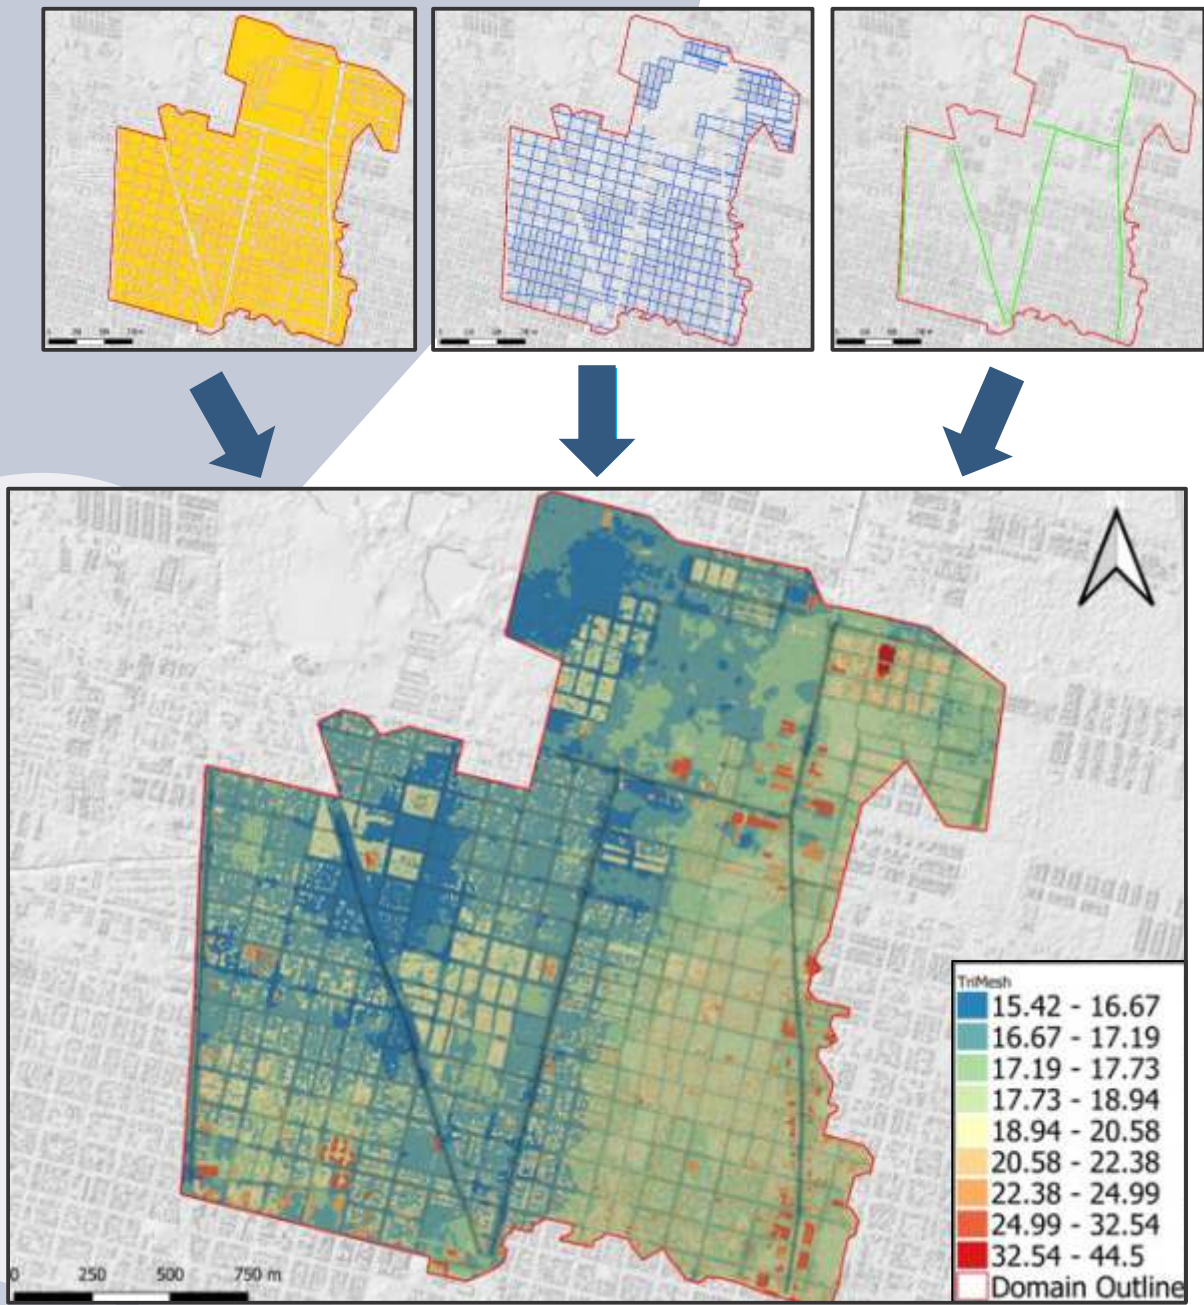 TriMesh
15.42 - 16.67
16.67 - 17.19
17.19 - 17.73
17.73 - 18.94
18.94 - 20.58
20.58 - 22.38
22.38 - 24.99
24.99 - 32.54
32.54 - 44.5
Domain Outline
0 250 500 750 m